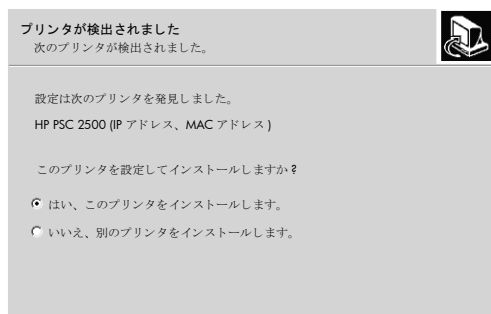 プリンタが検出されました
次のプリンタが検出されました。
設定は次のプリンタを発見しました。
HP PSC 2500 (IP アドレス、MAC アドレス)
このプリンタを設定してインストールしますか?
はい、このプリンタをインストールします。
いいえ、別のプリンタをインストールします。